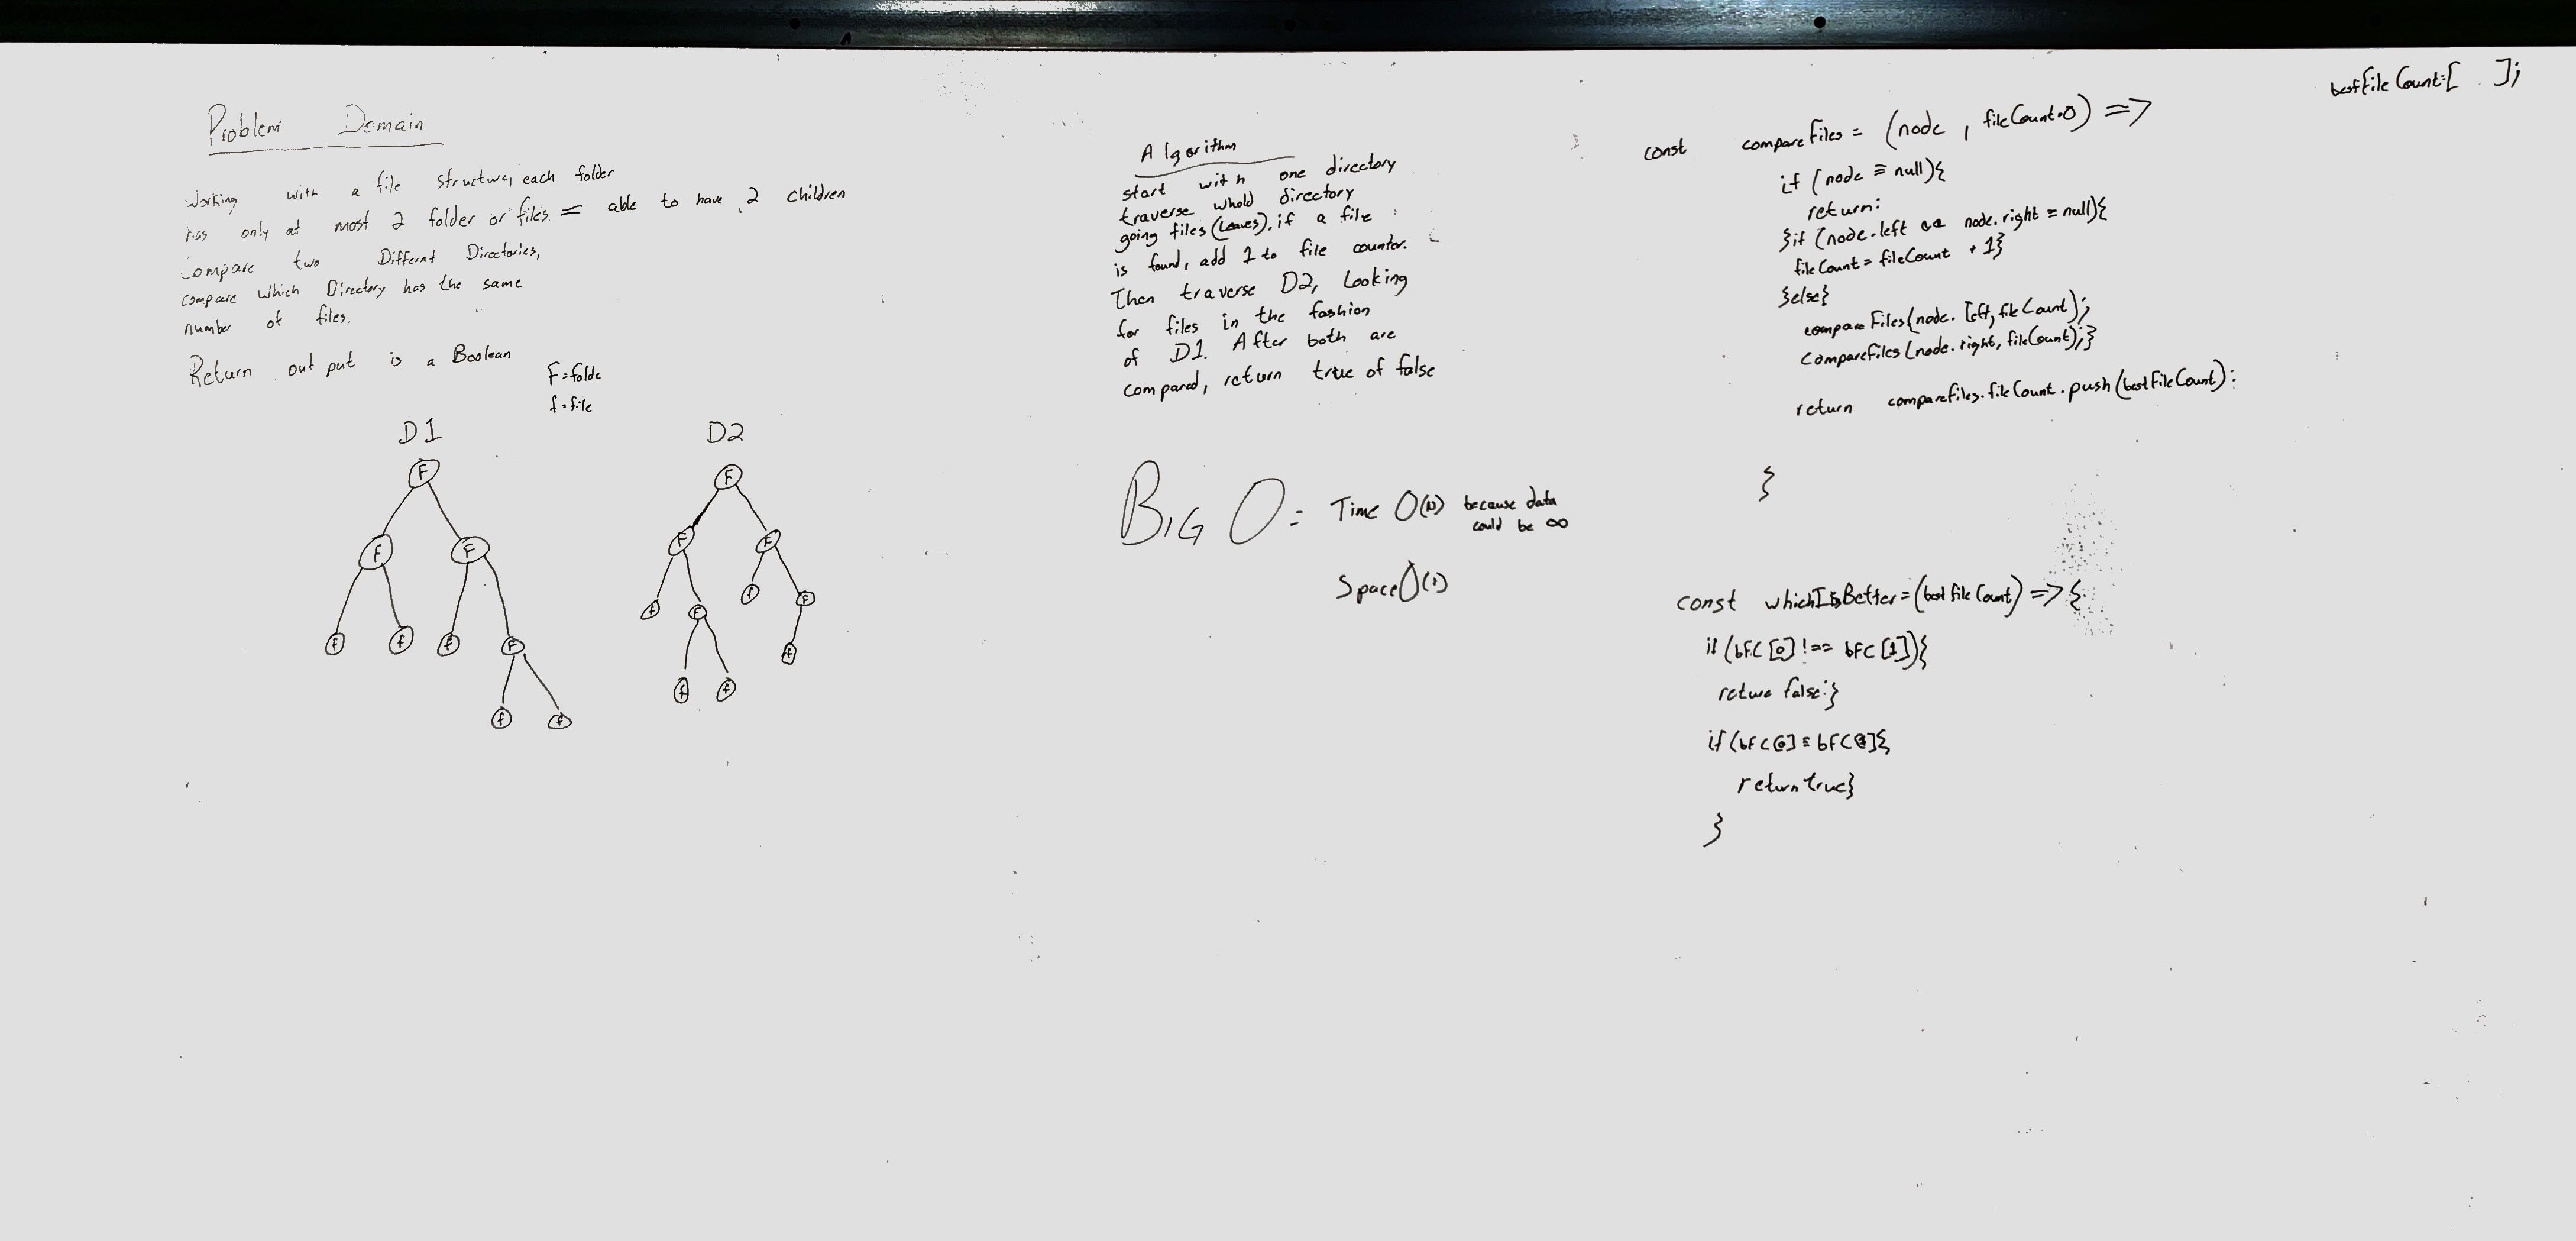 Problem Domain
Working with a file structure, each folder
has only at most 2 folder or files = able to have 2 children
Compare two Differnt Directories,
compare which Directory has the same
number of files.
Return out put is a Boolean
F=folde
f=file
D1 D2
F F
F F F F
f f f F f F f F
f f f f f
Algorithm
start with one directory
traverse whold directory
going files (leaves), if a file
is found, add 1 to file counter.
Then traverse D2, Looking
for files in the fashion
of D1. After both are
compared, return true of false
BIG O = Time O(N) because data
could be ∞
Space O(1)
bestFileCount=[ ];
const compareFiles = (node, fileCount=0) =>
if (node = null){
return;
}if (node.left && node.right = null){
fileCount = fileCount + 1}
}else}
compareFiles(node.left, fileCount);
compareFiles(node.right, fileCount);}
return compareFiles.fileCount.push(bestFileCount);
}
const whichIsBetter = (bestFileCount) => {
if (bFC[0] !== bFC[1]){
return false;}
if (bFC[0] = bFC[1]{
return true}
}